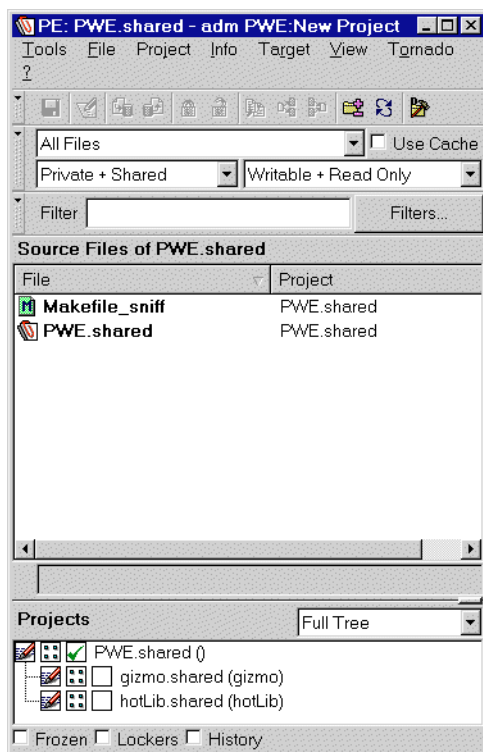 PE: PWE.shared - adm PWE:New Project
Tools File Project Info Target View Tornado
?
All Files Use Cache
Private + Shared Writable + Read Only
Filter Filters...
Source Files of PWE.shared
File Project
Makefile_sniff PWE.shared
PWE.shared PWE.shared
Projects Full Tree
PWE.shared ()
gizmo.shared (gizmo)
hotLib.shared (hotLib)
Frozen Lockers History